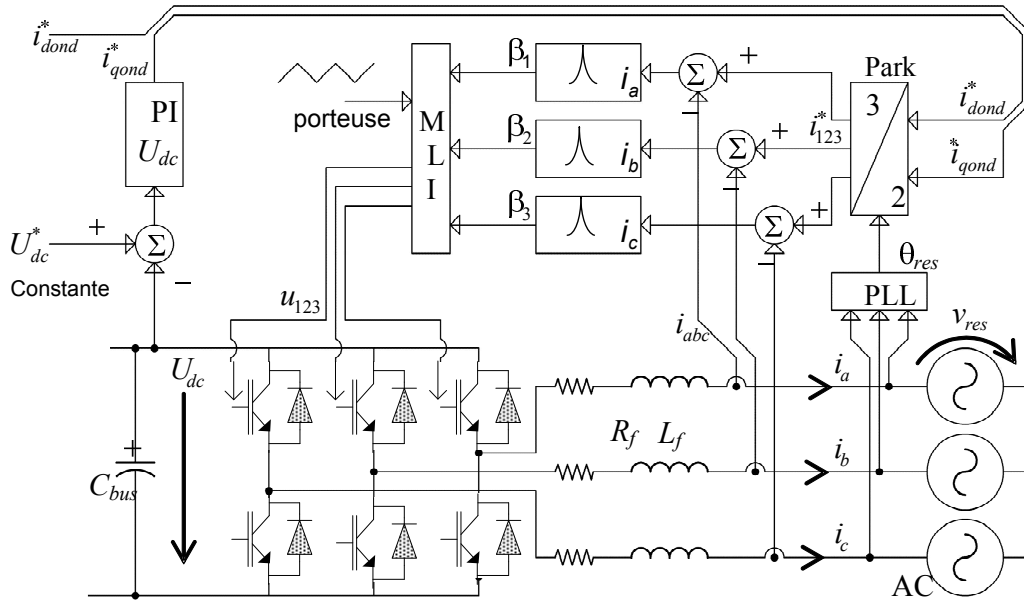 i*dond
i*qond
PI
Udc
U*dc
+
Σ
−
Constante
porteuse
M
L
I
β1
ia
β2
ib
β3
ic
Σ
+
−
Σ
+
−
Σ
+
−
i*123
Park
3
2
i*dond
i*qond
θres
PLL
u123
iabc
vres
Udc
+
Cbus
Rf Lf
ia
ib
ic
AC